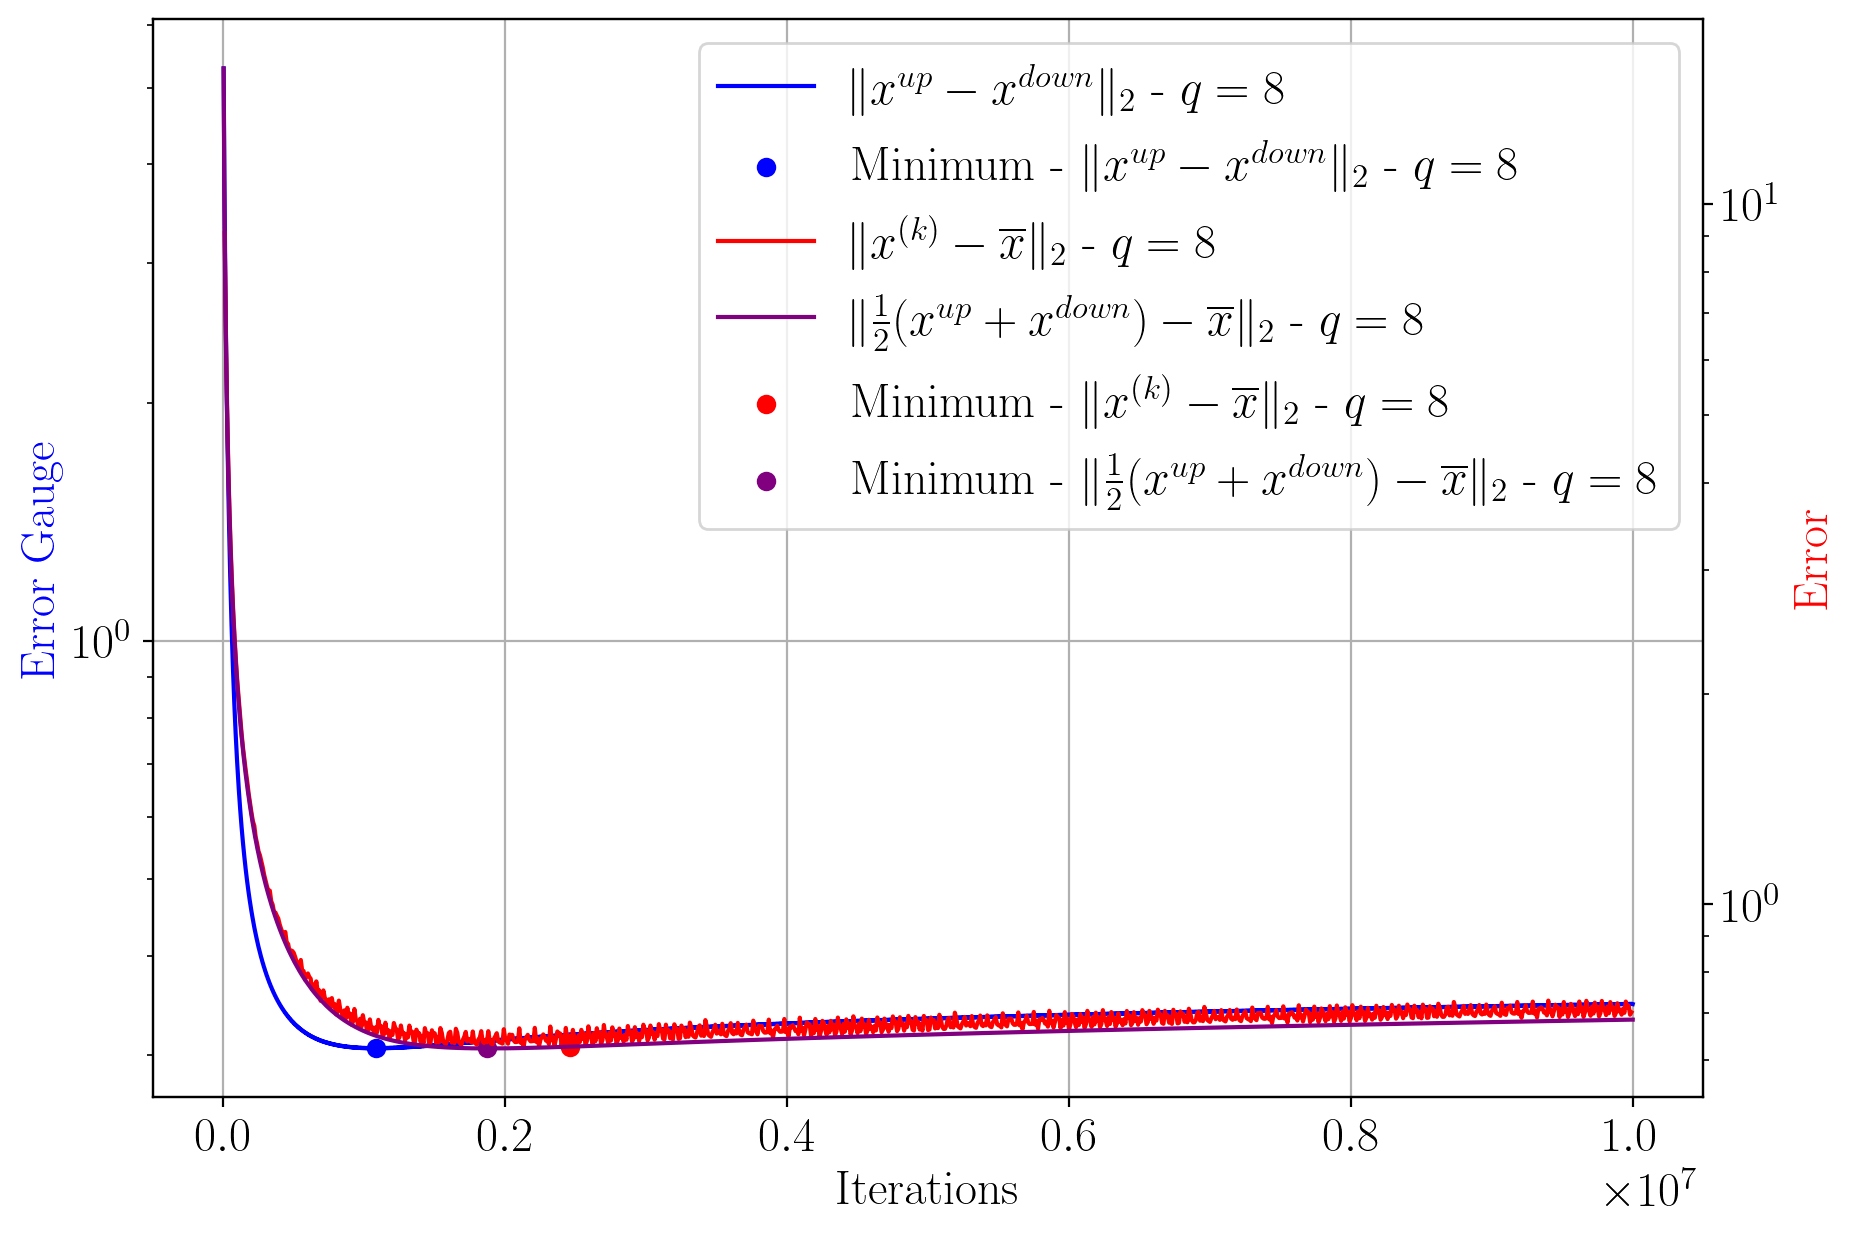 ‖x^{up} − x^{down}‖₂ - q = 8
Minimum - ‖x^{up} − x^{down}‖₂ - q = 8
‖x^{(k)} − x̅‖₂ - q = 8
‖½(x^{up} + x^{down}) − x̅‖₂ - q = 8
Minimum - ‖x^{(k)} − x̅‖₂ - q = 8
Minimum - ‖½(x^{up} + x^{down}) − x̅‖₂ - q = 8
Error Gauge
10⁰
10¹
10⁰
Error
0.0 0.2 0.4 0.6 0.8 1.0
Iterations
×10⁷